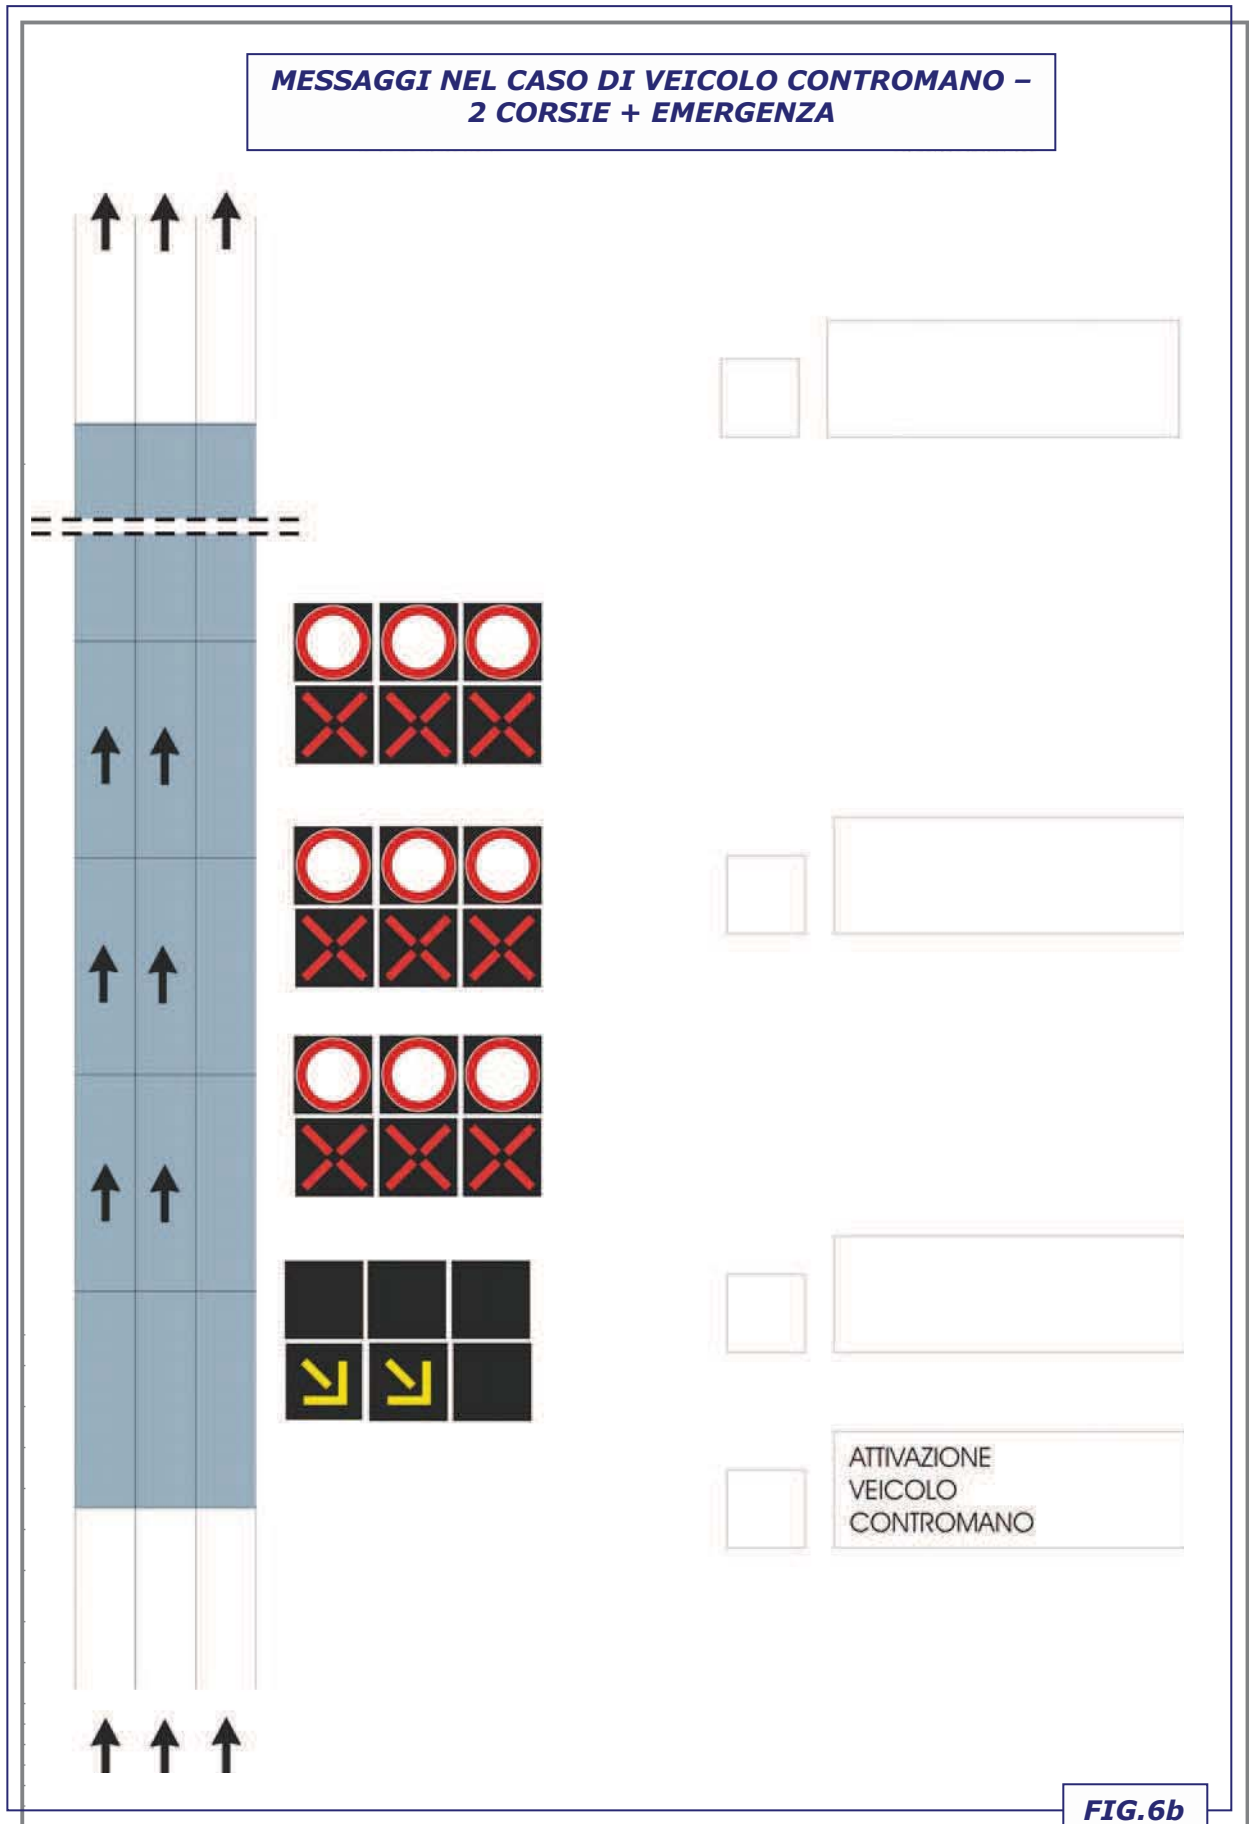 MESSAGGI NEL CASO DI VEICOLO CONTROMANO –
2 CORSIE + EMERGENZA
ATTIVAZIONE
VEICOLO
CONTROMANO
FIG.6b